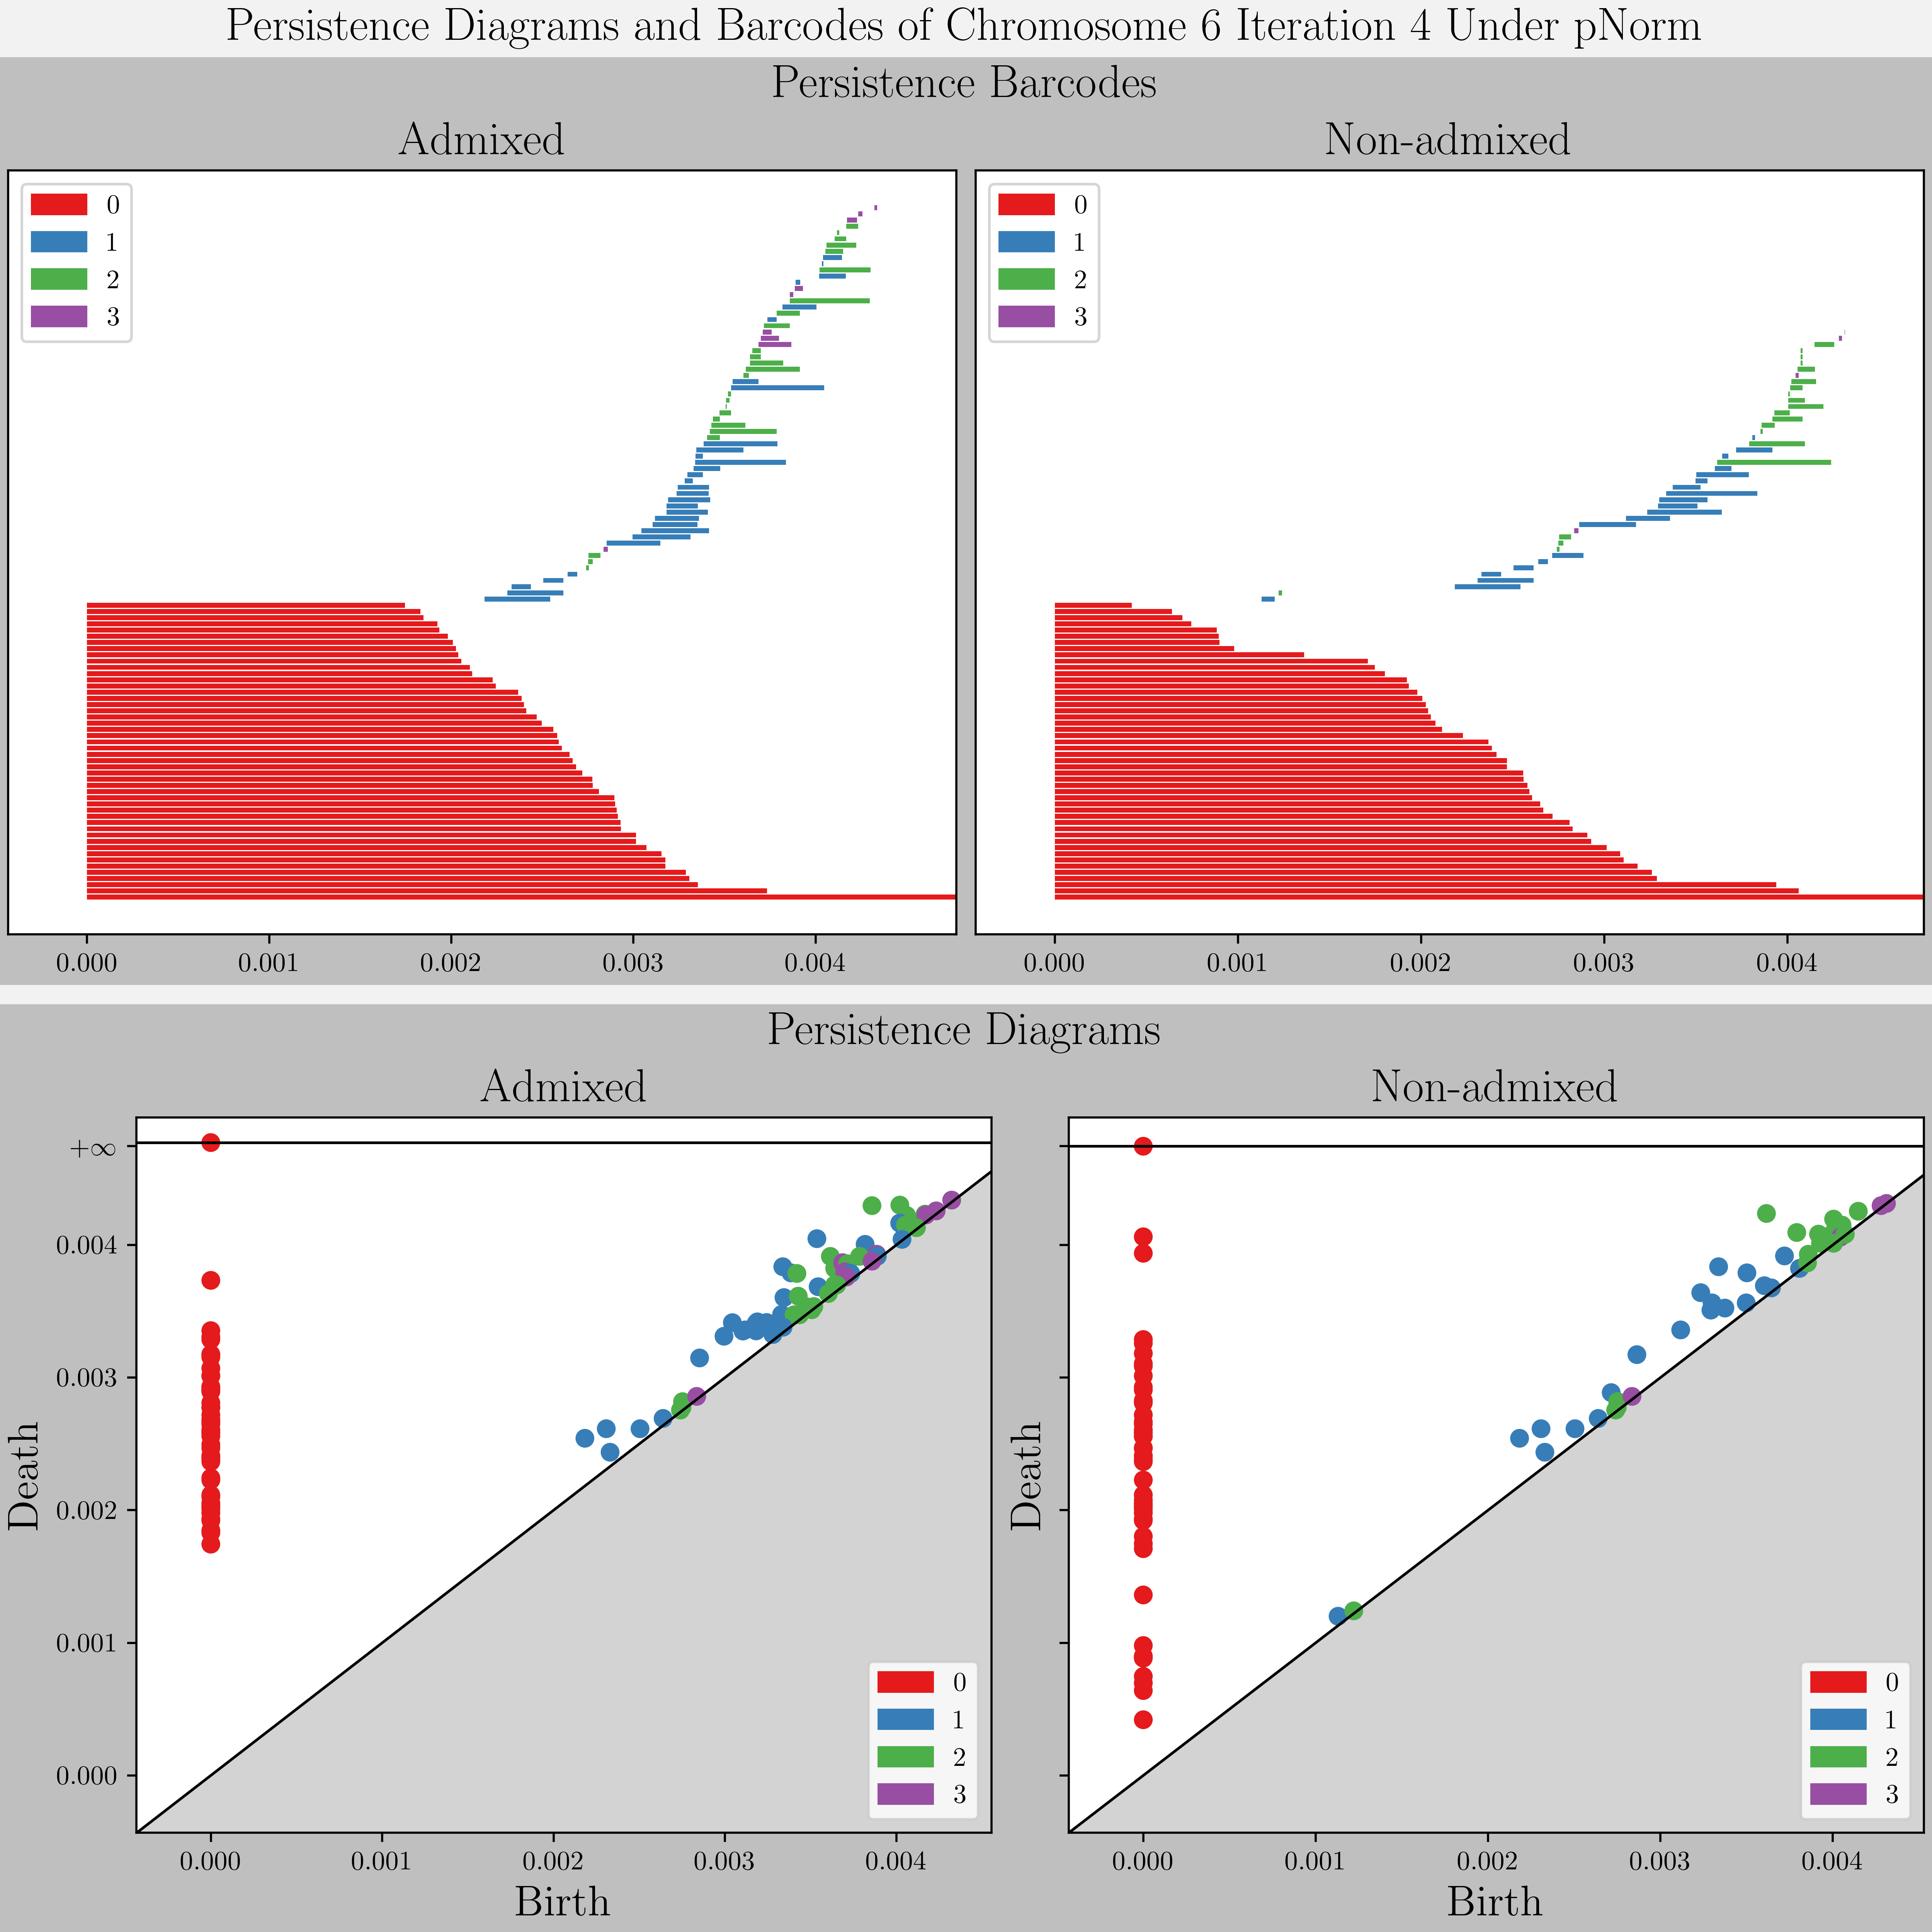 Persistence Diagrams and Barcodes of Chromosome 6 Iteration 4 Under pNorm
Persistence Barcodes
Admixed
0
1
2
3
0.000 0.001 0.002 0.003 0.004
Non-admixed
0
1
2
3
0.000 0.001 0.002 0.003 0.004
Persistence Diagrams
Admixed
Death
+∞
0.004
0.003
0.002
0.001
0.000
0
1
2
3
0.000 0.001 0.002 0.003 0.004
Birth
Non-admixed
Death
0
1
2
3
0.000 0.001 0.002 0.003 0.004
Birth